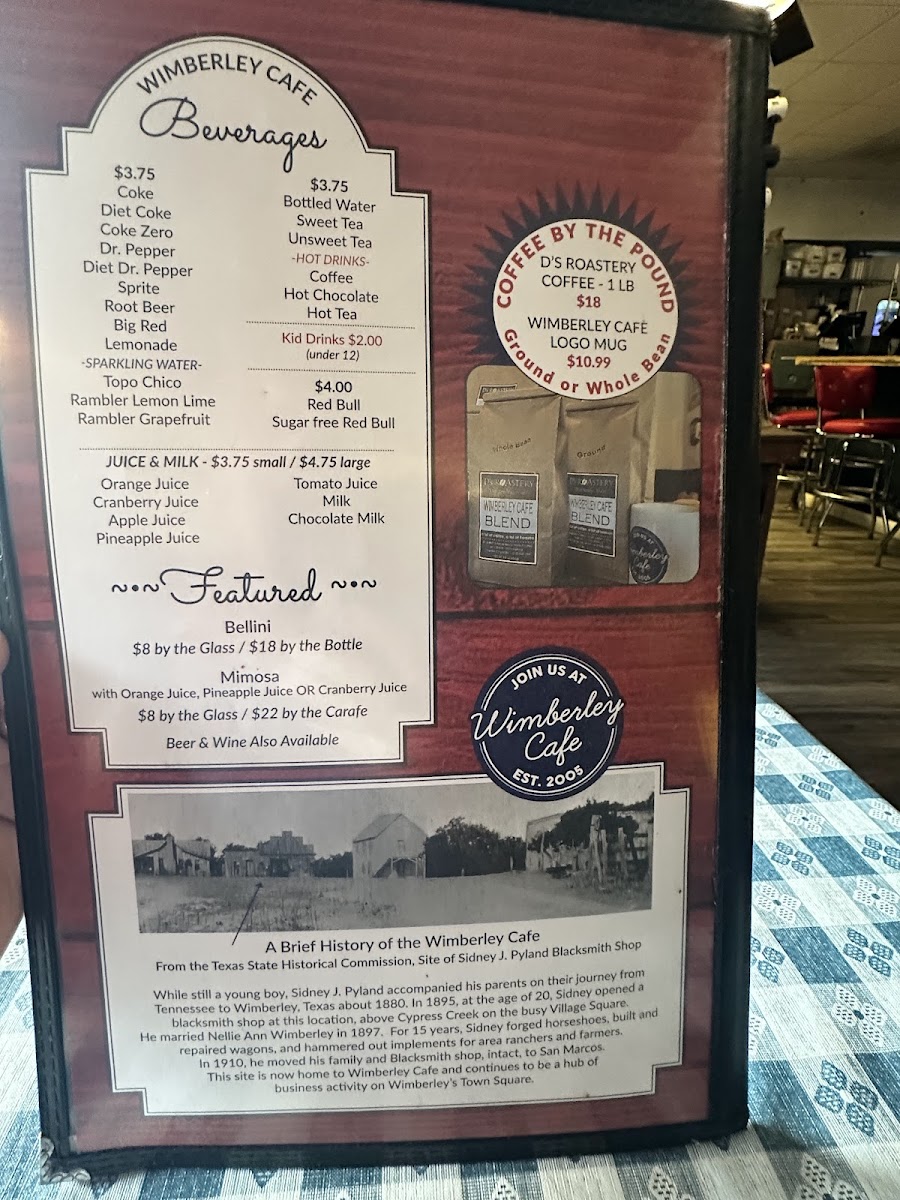 WIMBERLEY CAFE
Beverages
$3.75
Coke
Diet Coke
Coke Zero
Dr. Pepper
Diet Dr. Pepper
Sprite
Root Beer
Big Red
Lemonade
-SPARKLING WATER-
Topo Chico
Rambler Lemon Lime
Rambler Grapefruit
$3.75
Bottled Water
Sweet Tea
Unsweet Tea
-HOT DRINKS-
Coffee
Hot Chocolate
Hot Tea
Kid Drinks $2.00
(under 12)
$4.00
Red Bull
Sugar free Red Bull
JUICE & MILK - $3.75 small / $4.75 large
Orange Juice
Cranberry Juice
Apple Juice
Pineapple Juice
Tomato Juice
Milk
Chocolate Milk
Featured
Bellini
$8 by the Glass / $18 by the Bottle
Mimosa
with Orange Juice, Pineapple Juice OR Cranberry Juice
$8 by the Glass / $22 by the Carafe
Beer & Wine Also Available
COFFEE BY THE POUND
D'S ROASTERY
COFFEE - 1 LB
$18
WIMBERLEY CAFE
LOGO MUG
$10.99
Ground or Whole Bean
Whole Bean
D'S ROASTERY
WIMBERLEY CAFE
BLEND
Ground
D'S ROASTERY
WIMBERLEY CAFE
BLEND
JOIN US AT
Wimberley
Cafe
JOIN US AT
Wimberley
Cafe
EST. 2005
A Brief History of the Wimberley Cafe
From the Texas State Historical Commission, Site of Sidney J. Pyland Blacksmith Shop
While still a young boy, Sidney J. Pyland accompanied his parents on their journey from
Tennessee to Wimberley, Texas about 1880. In 1895, at the age of 20, Sidney opened a
blacksmith shop at this location, above Cypress Creek on the busy Village Square.
He married Nellie Ann Wimberley in 1897. For 15 years, Sidney forged horseshoes, built and
repaired wagons, and hammered out implements for area ranchers and farmers.
In 1910, he moved his family and Blacksmith shop, intact, to San Marcos.
This site is now home to Wimberley Cafe and continues to be a hub of
business activity on Wimberley's Town Square.